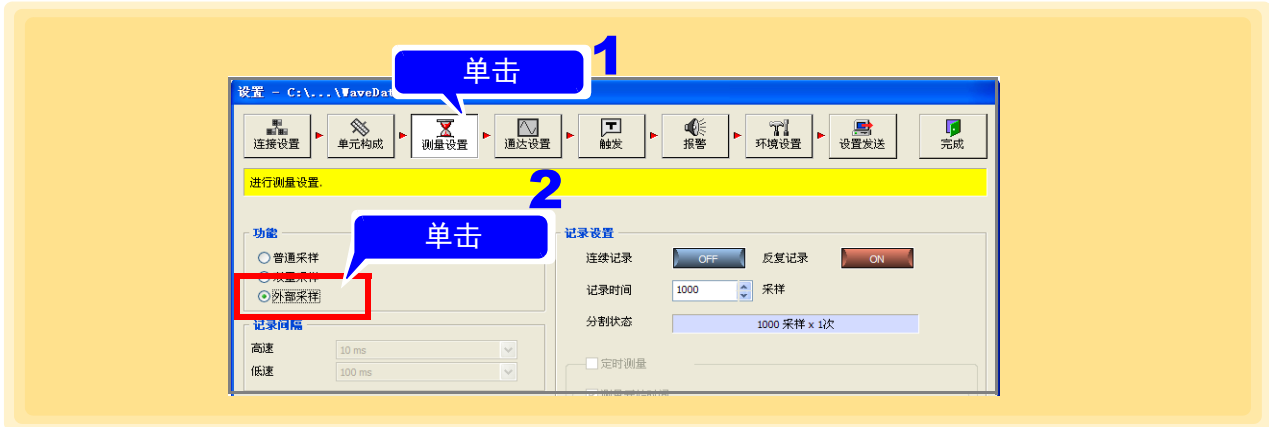 1
单击
设置 - C:\...\WaveDat
连接设置 单元构成 测量设置 通达设置 触发 报警 环境设置 设置发送 完成
进行测量设置.
2
单击
功能
普通采样
外部采样
记录间隔
高速 10 ms
低速 100 ms
记录设置
连续记录 OFF 反复记录 ON
记录时间 1000 采样
分割状态 1000 采样 x 1次
定时测量